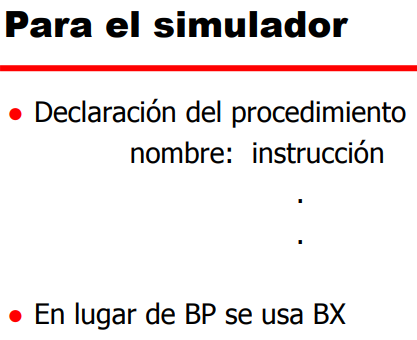 Para el simulador
● Declaración del procedimiento
nombre: instrucción
.
.
● En lugar de BP se usa BX